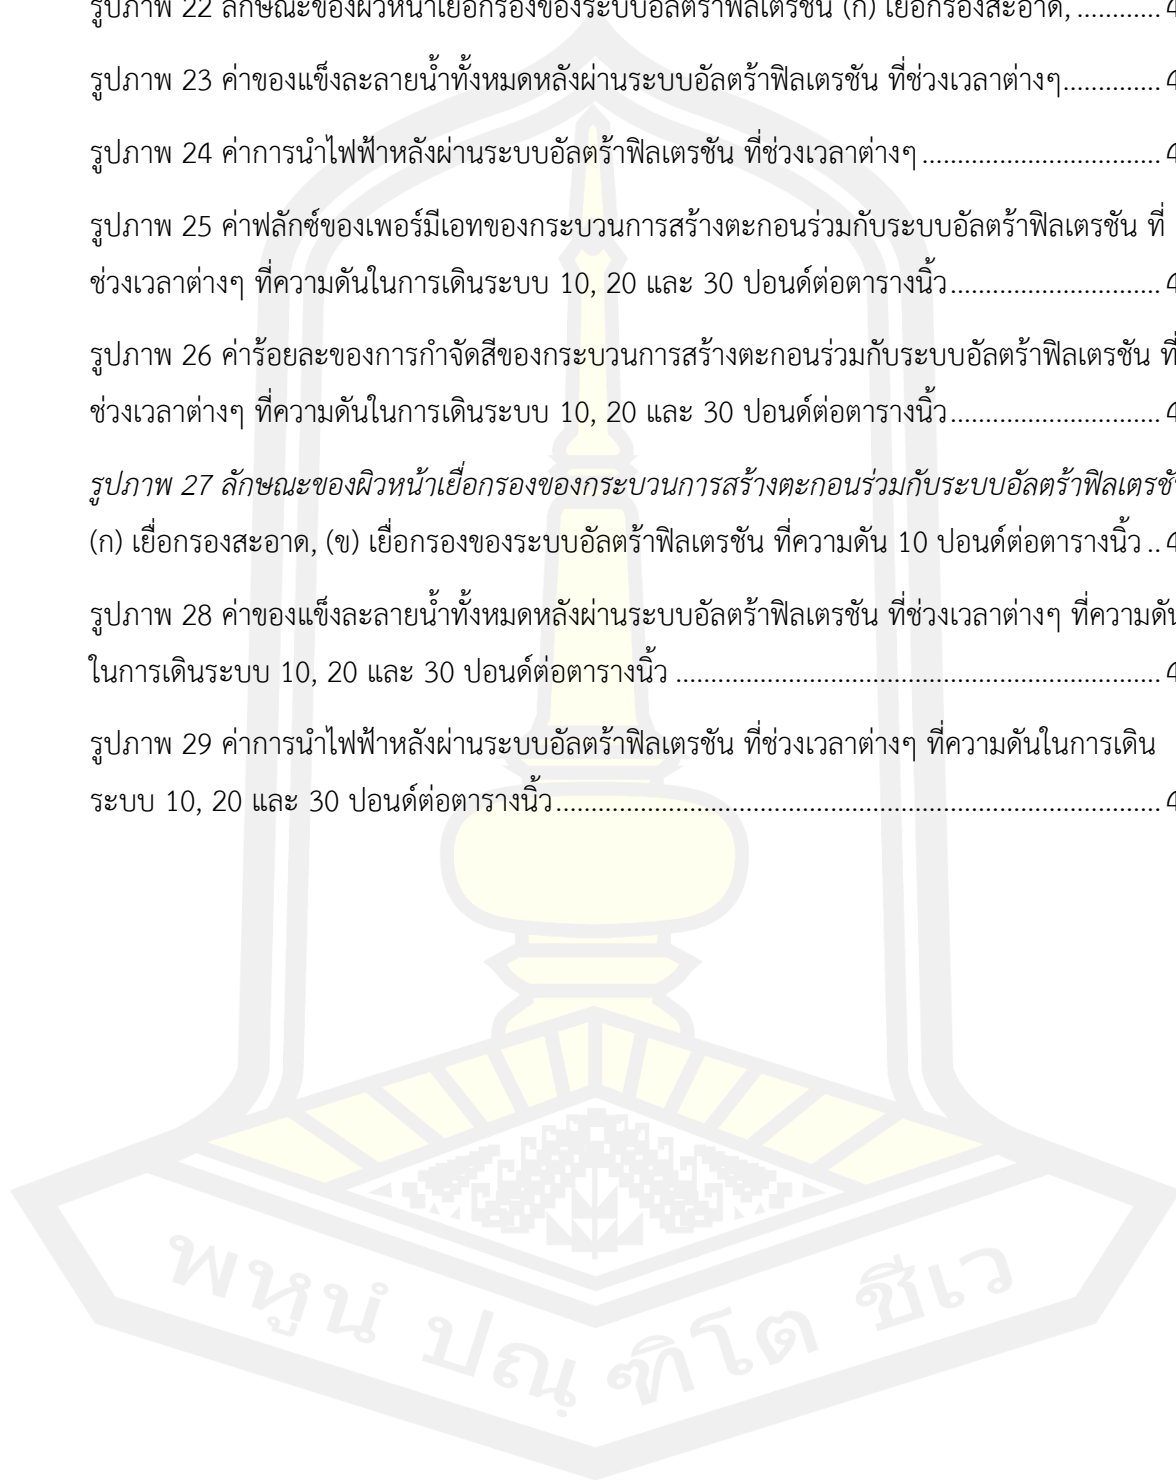 รูปภาพ 22 ลักษณะของผิวหน้าเยื่อกรองของระบบอัลตร้าฟิลเตรชัน (ก) เยื่อกรองสะอาด, ............ 4
รูปภาพ 23 ค่าของแข็งละลายน้ำทั้งหมดหลังผ่านระบบอัลตร้าฟิลเตรชัน ที่ช่วงเวลาต่างๆ.............. 4
รูปภาพ 24 ค่าการนำไฟฟ้าหลังผ่านระบบอัลตร้าฟิลเตรชัน ที่ช่วงเวลาต่างๆ .................................. 4
รูปภาพ 25 ค่าฟลักซ์ของเพอร์มีเอทของกระบวนการสร้างตะกอนร่วมกับระบบอัลตร้าฟิลเตรชัน ที่
ช่วงเวลาต่างๆ ที่ความดันในการเดินระบบ 10, 20 และ 30 ปอนด์ต่อตารางนิ้ว.............................. 4
รูปภาพ 26 ค่าร้อยละของการกำจัดสีของกระบวนการสร้างตะกอนร่วมกับระบบอัลตร้าฟิลเตรชัน ที่
ช่วงเวลาต่างๆ ที่ความดันในการเดินระบบ 10, 20 และ 30 ปอนด์ต่อตารางนิ้ว.............................. 4
รูปภาพ 27 ลักษณะของผิวหน้าเยื่อกรองของกระบวนการสร้างตะกอนร่วมกับระบบอัลตร้าฟิลเตรชั
(ก) เยื่อกรองสะอาด, (ข) เยื่อกรองของระบบอัลตร้าฟิลเตรชัน ที่ความดัน 10 ปอนด์ต่อตารางนิ้ว .. 4
รูปภาพ 28 ค่าของแข็งละลายน้ำทั้งหมดหลังผ่านระบบอัลตร้าฟิลเตรชัน ที่ช่วงเวลาต่างๆ ที่ความดัน
ในการเดินระบบ 10, 20 และ 30 ปอนด์ต่อตารางนิ้ว ..................................................................... 4
รูปภาพ 29 ค่าการนำไฟฟ้าหลังผ่านระบบอัลตร้าฟิลเตรชัน ที่ช่วงเวลาต่างๆ ที่ความดันในการเดิน
ระบบ 10, 20 และ 30 ปอนด์ต่อตารางนิ้ว...................................................................................... 4
พหูนํ ปณฺฑิโต ชีเว